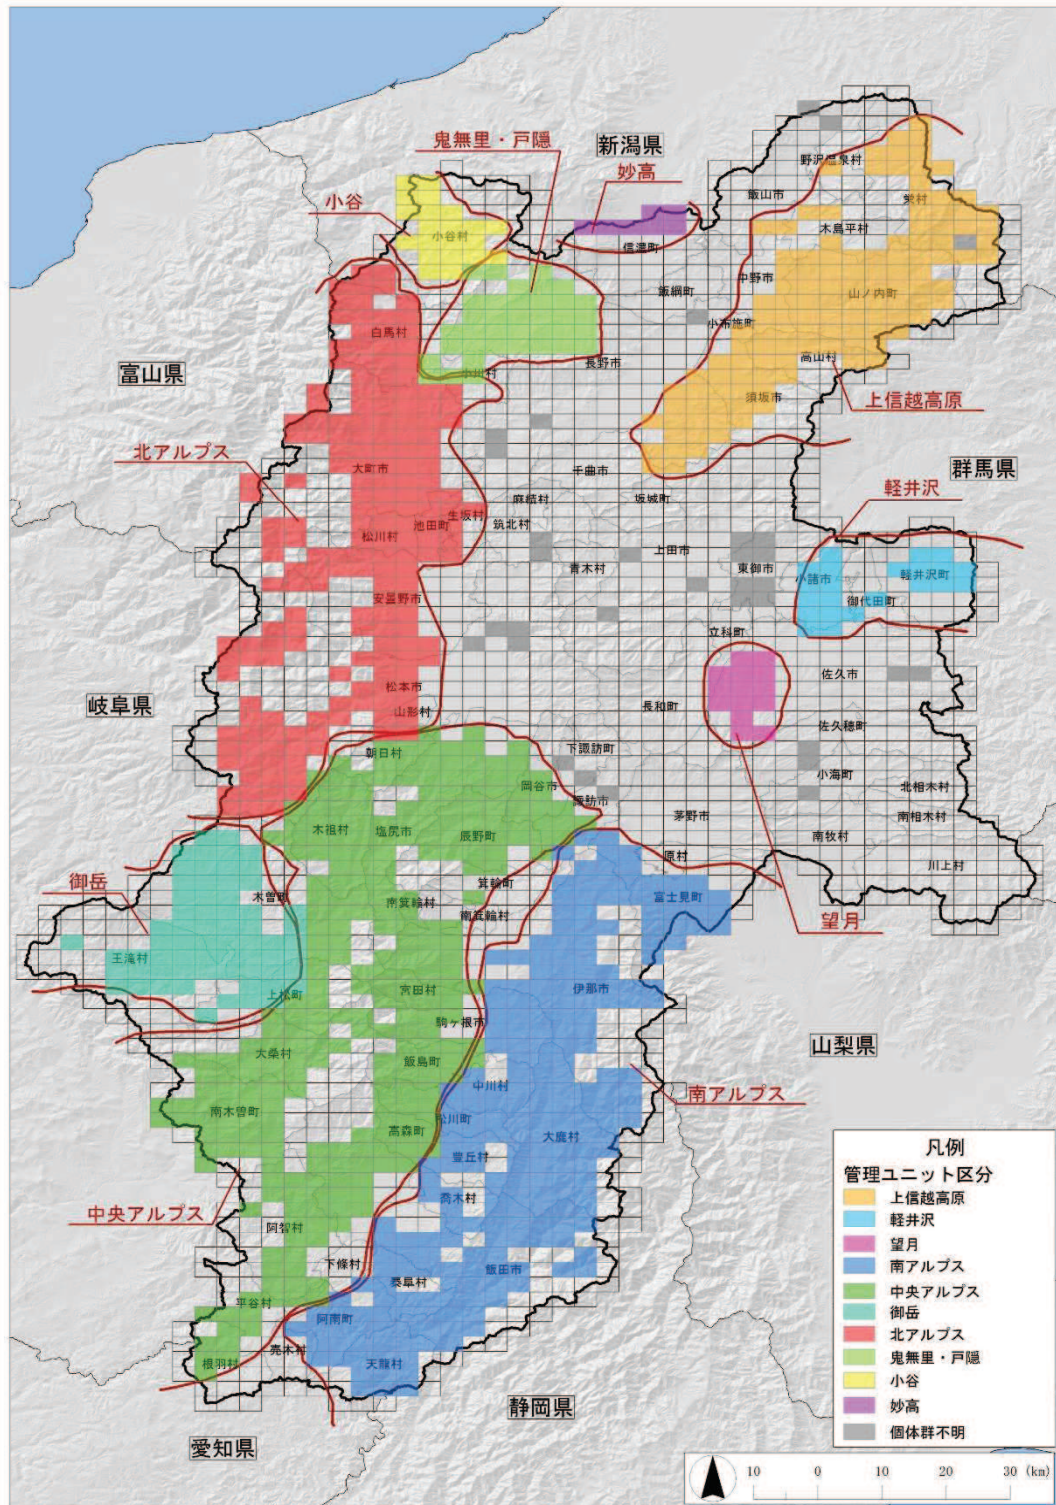 鬼無里・戸隠
新潟県
妙高
野沢温泉村
飯山市
栄村
小谷
小谷村
木島平村
信濃町
中野市
飯綱町
山ノ内町
白馬村
小布施町
小川村
長野市
高山村
富山県
須坂市
上信越高原
北アルプス
大町市
千曲市
群馬県
麻績村
坂城町
軽井沢
池田町
生坂村
筑北村
松川村
上田市
青木村
東御市
小諸市
軽井沢町
安曇野市
御代田町
立科町
佐久市
岐阜県
松本市
山形村
長和町
佐久穂町
朝日村
下諏訪町
岡谷市
小海町
北相木村
諏訪市
木祖村
塩尻市
辰野町
茅野市
南相木村
南牧村
原村
川上村
御岳
木曽町
箕輪町
南箕輪村
南箕輪村
富士見町
望月
王滝村
上松町
宮田村
伊那市
駒ヶ根市
大桑村
飯島町
山梨県
中川村
南アルプス
南木曽町
高森町
松川町
大鹿村
豊丘村
喬木村
中央アルプス
阿智村
下條村
泰阜村
飯田市
平谷村
阿南町
売木村
根羽村
天龍村
静岡県
愛知県
凡例
管理ユニット区分
上信越高原
軽井沢
望月
南アルプス
中央アルプス
御岳
北アルプス
鬼無里・戸隠
小谷
妙高
個体群不明
10 0 10 20 30 (km)